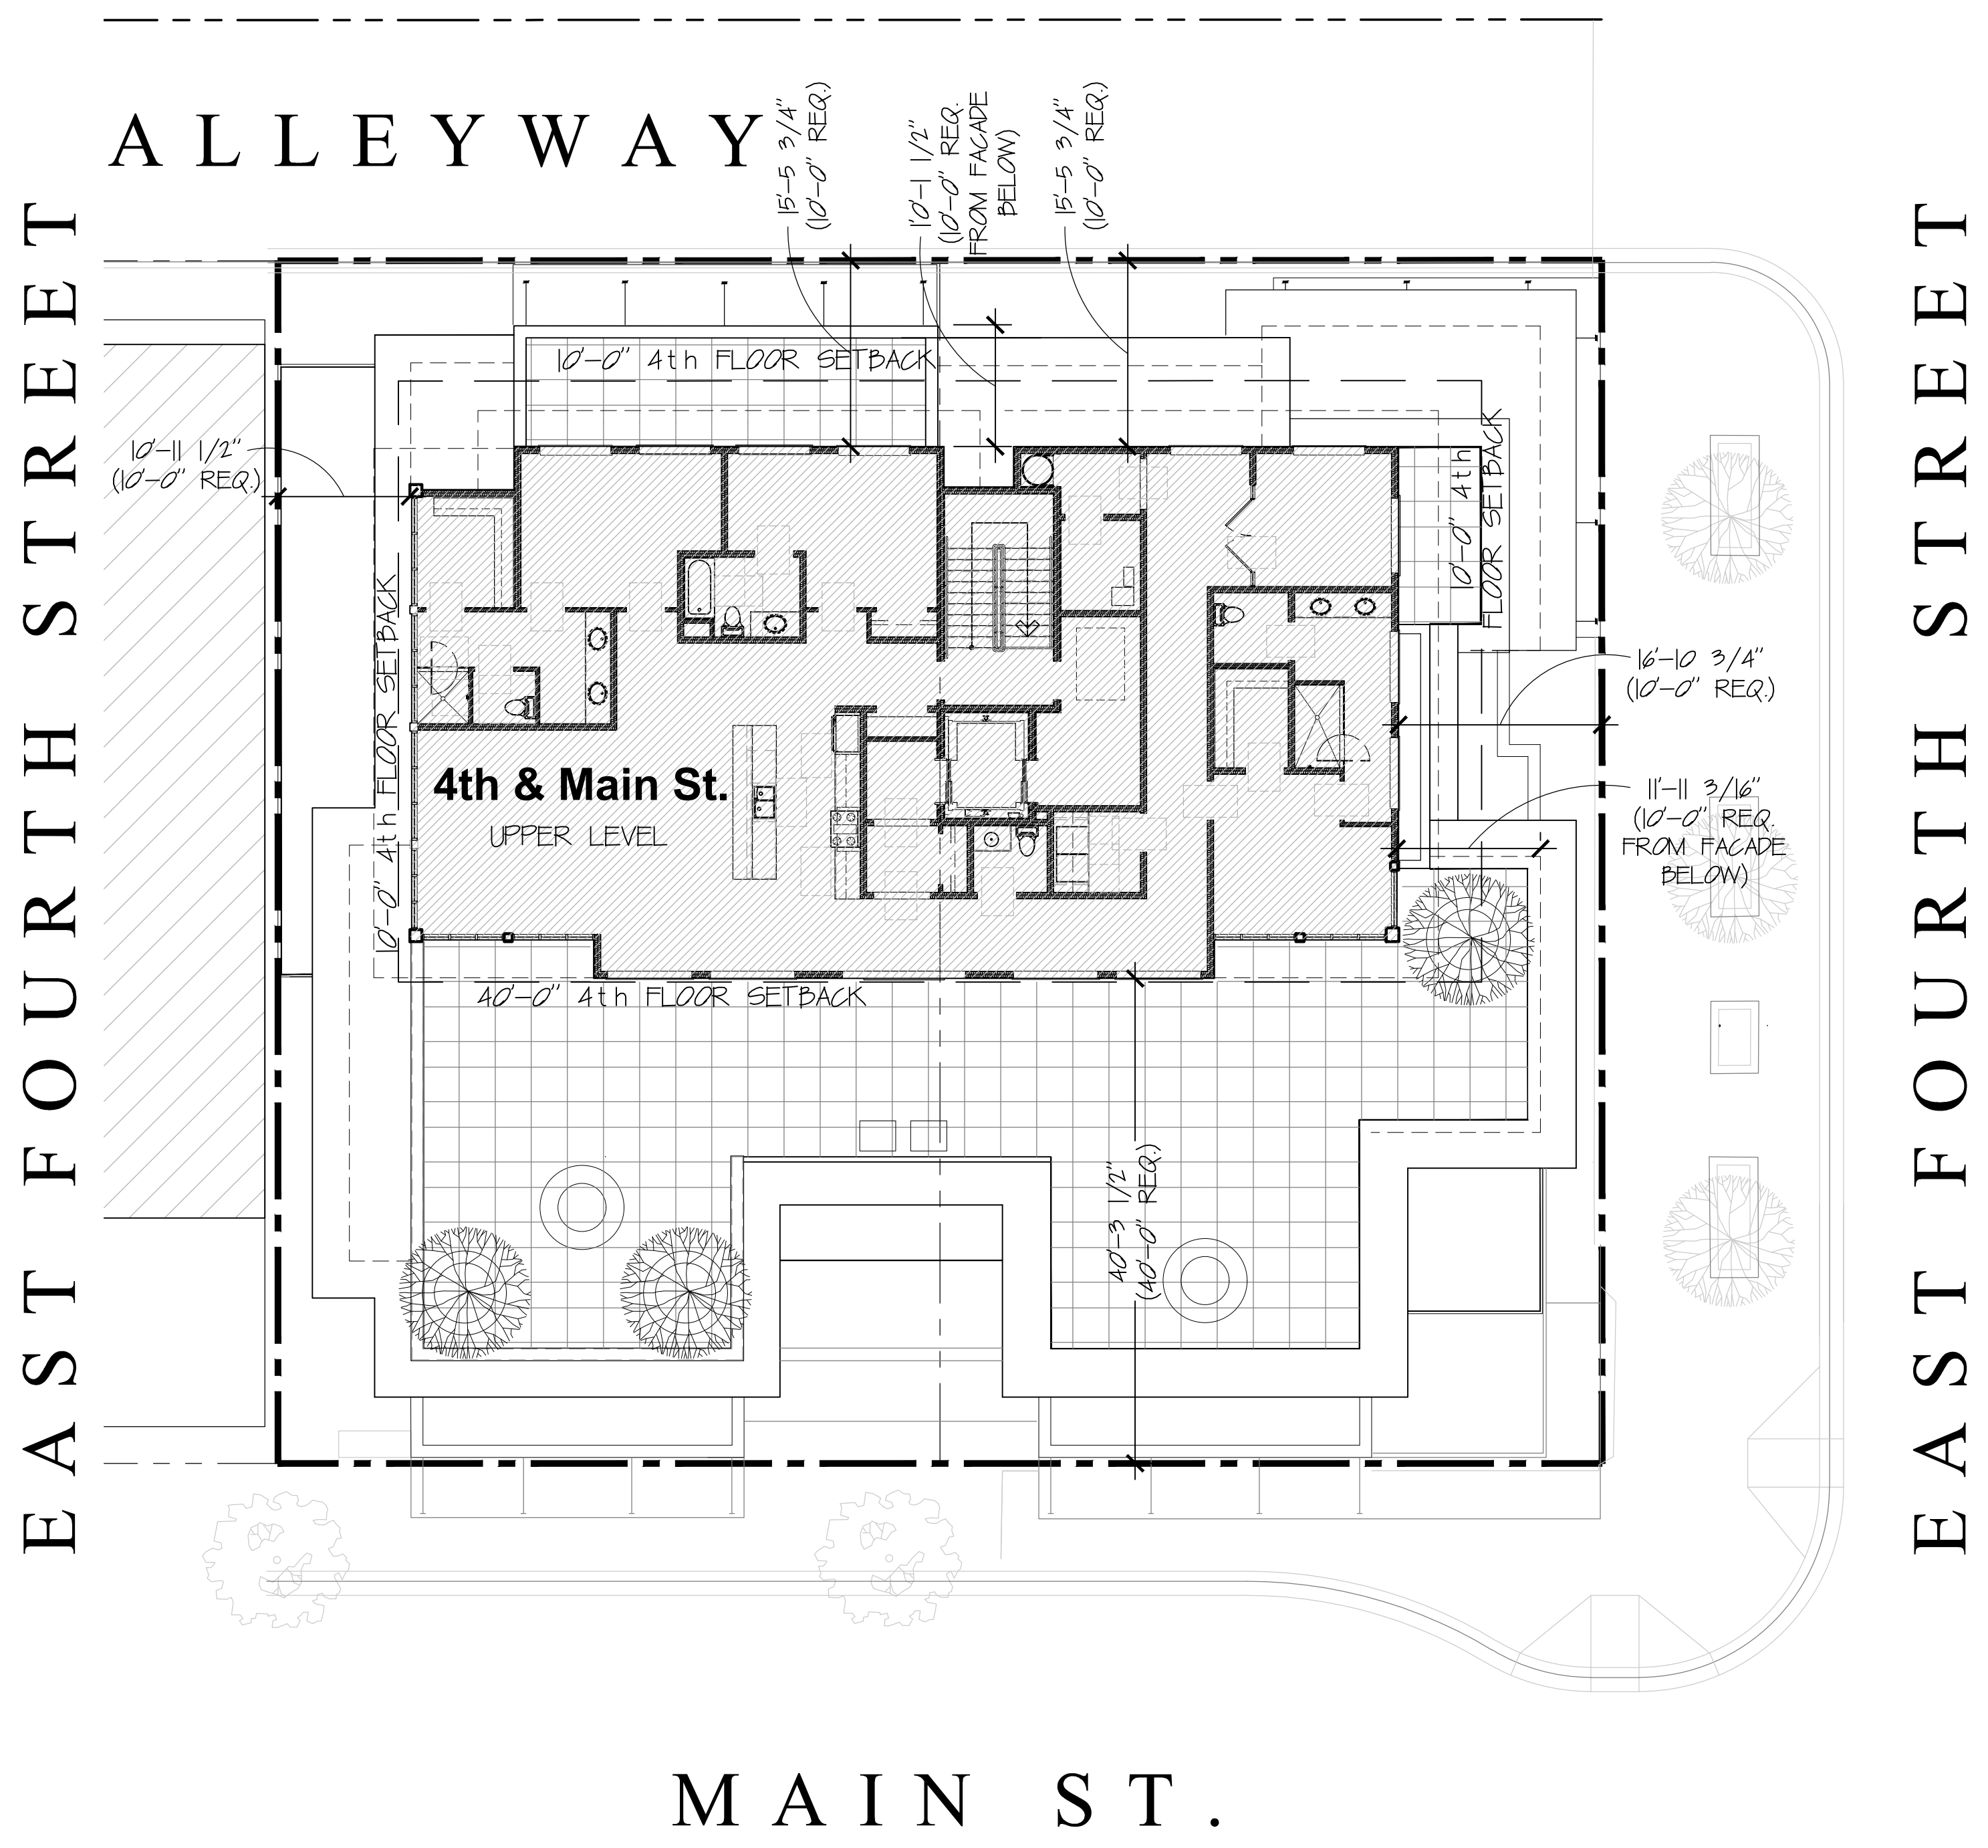 ALLEYWAY
15'-5 3/4"
(10'-0" REQ.)
1'0'-1 1/2"
(10'-0" REQ.
FROM FACADE
BELOW)
15'-5 3/4"
(10'-0" REQ.)
EAST FOURTH STREET
EAST FOURTH STREET
10'-0" 4th FLOOR SETBACK
10'-11 1/2"
(10'-0" REQ.)
10'-0" 4th
FLOOR SETBACK
10'-0" 4th FLOOR SETBACK
16'-10 3/4"
(10'-0" REQ.)
4th & Main St.
UPPER LEVEL
11'-11 3/16"
(10'-0" REQ.
FROM FACADE
BELOW)
40'-0" 4th FLOOR SETBACK
40'-3 1/2"
(40'-0" REQ.)
MAIN ST.